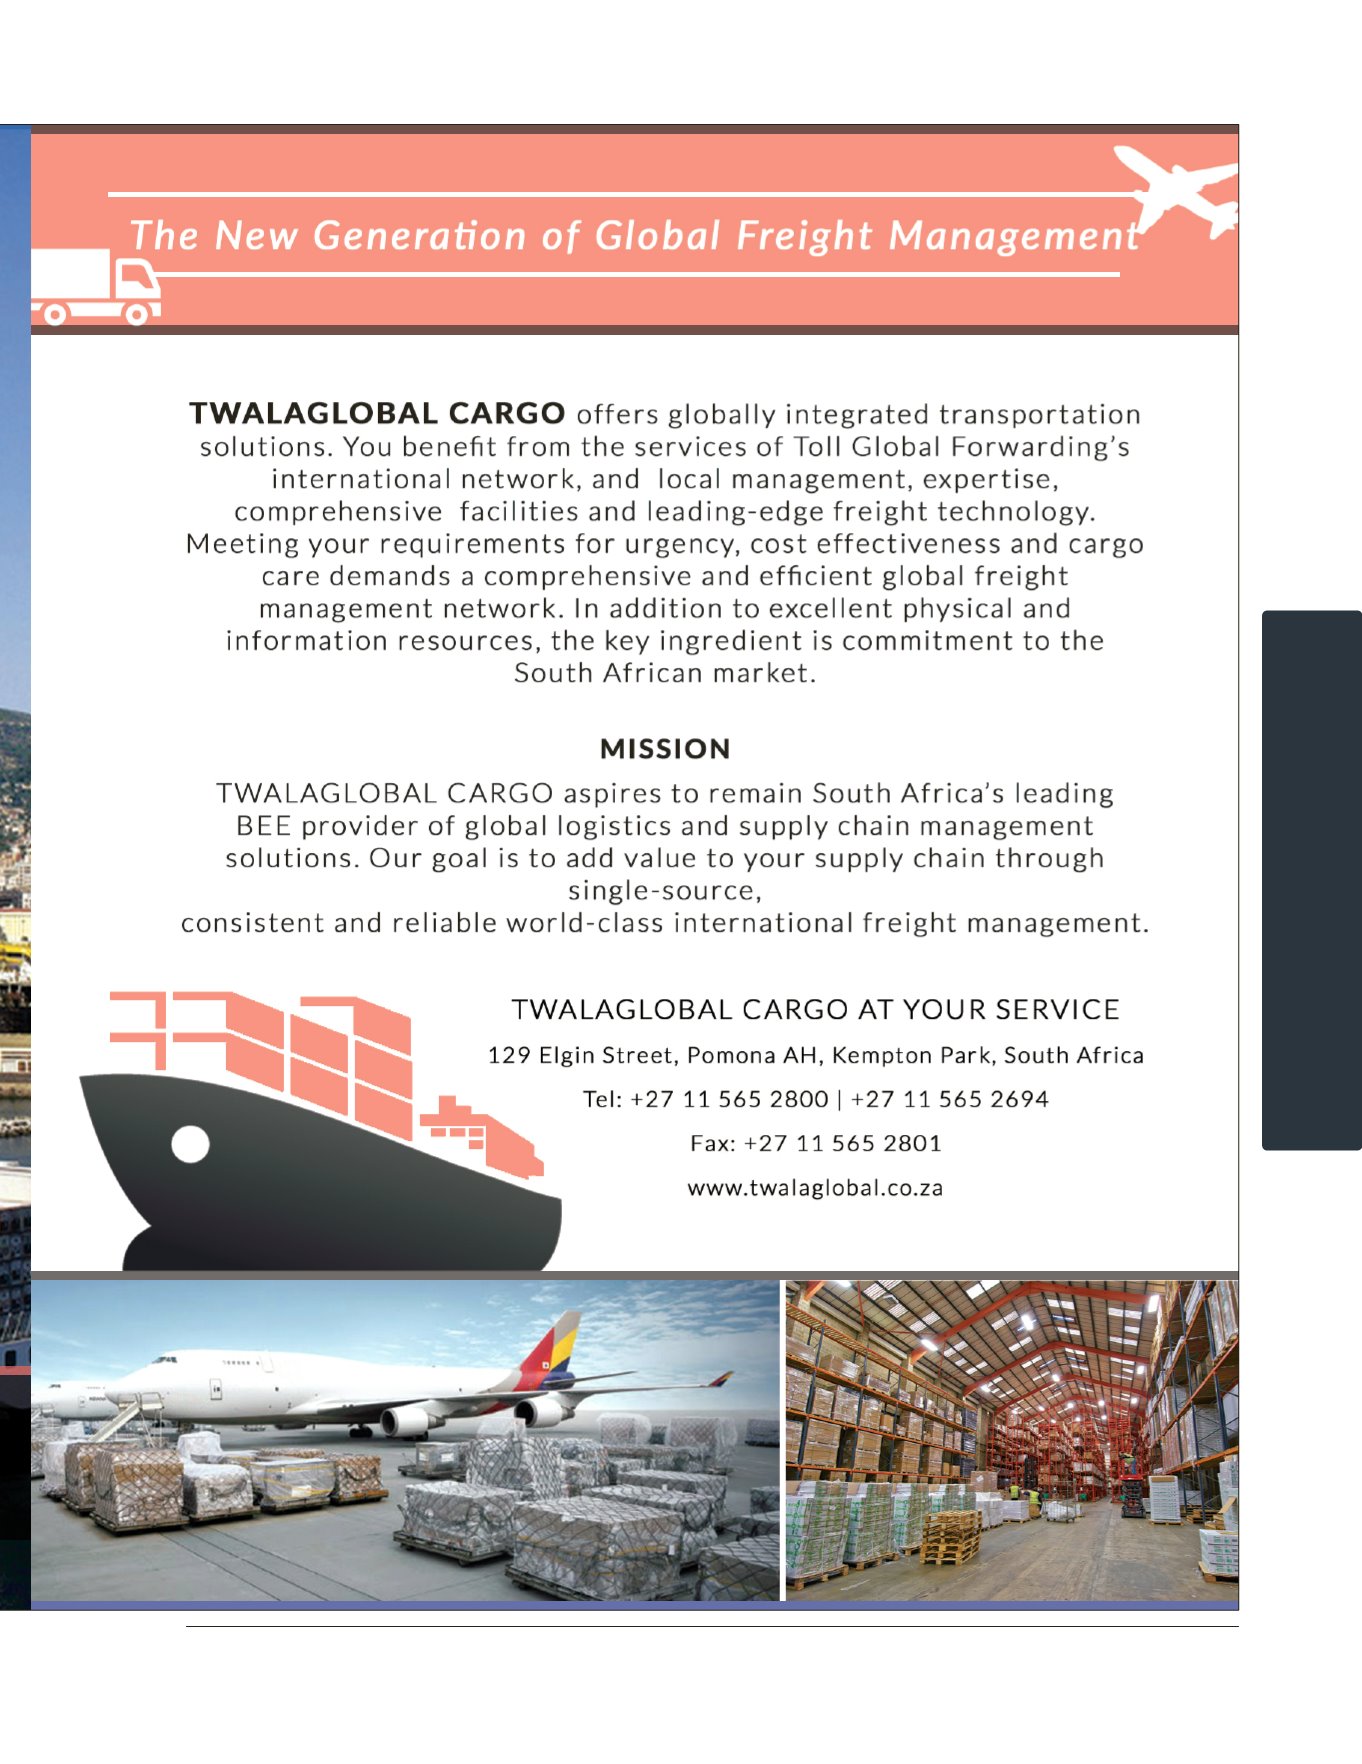 The New Generation of Global Freight Management
TWALAGLOBAL CARGO offers globally integrated transportation
solutions. You benefit from the services of Toll Global Forwarding’s
international network, and  local management, expertise,
comprehensive  facilities and leading-edge freight technology.
Meeting your requirements for urgency, cost effectiveness and cargo
care demands a comprehensive and efficient global freight
management network. In addition to excellent physical and
information resources, the key ingredient is commitment to the
South African market.
MISSION
TWALAGLOBAL CARGO aspires to remain South Africa’s leading
BEE provider of global logistics and supply chain management
solutions. Our goal is to add value to your supply chain through
single-source,
consistent and reliable world-class international freight management.
TWALAGLOBAL CARGO AT YOUR SERVICE
129 Elgin Street, Pomona AH, Kempton Park, South Africa
Tel: +27 11 565 2800 | +27 11 565 2694
Fax: +27 11 565 2801
www.twalaglobal.co.za